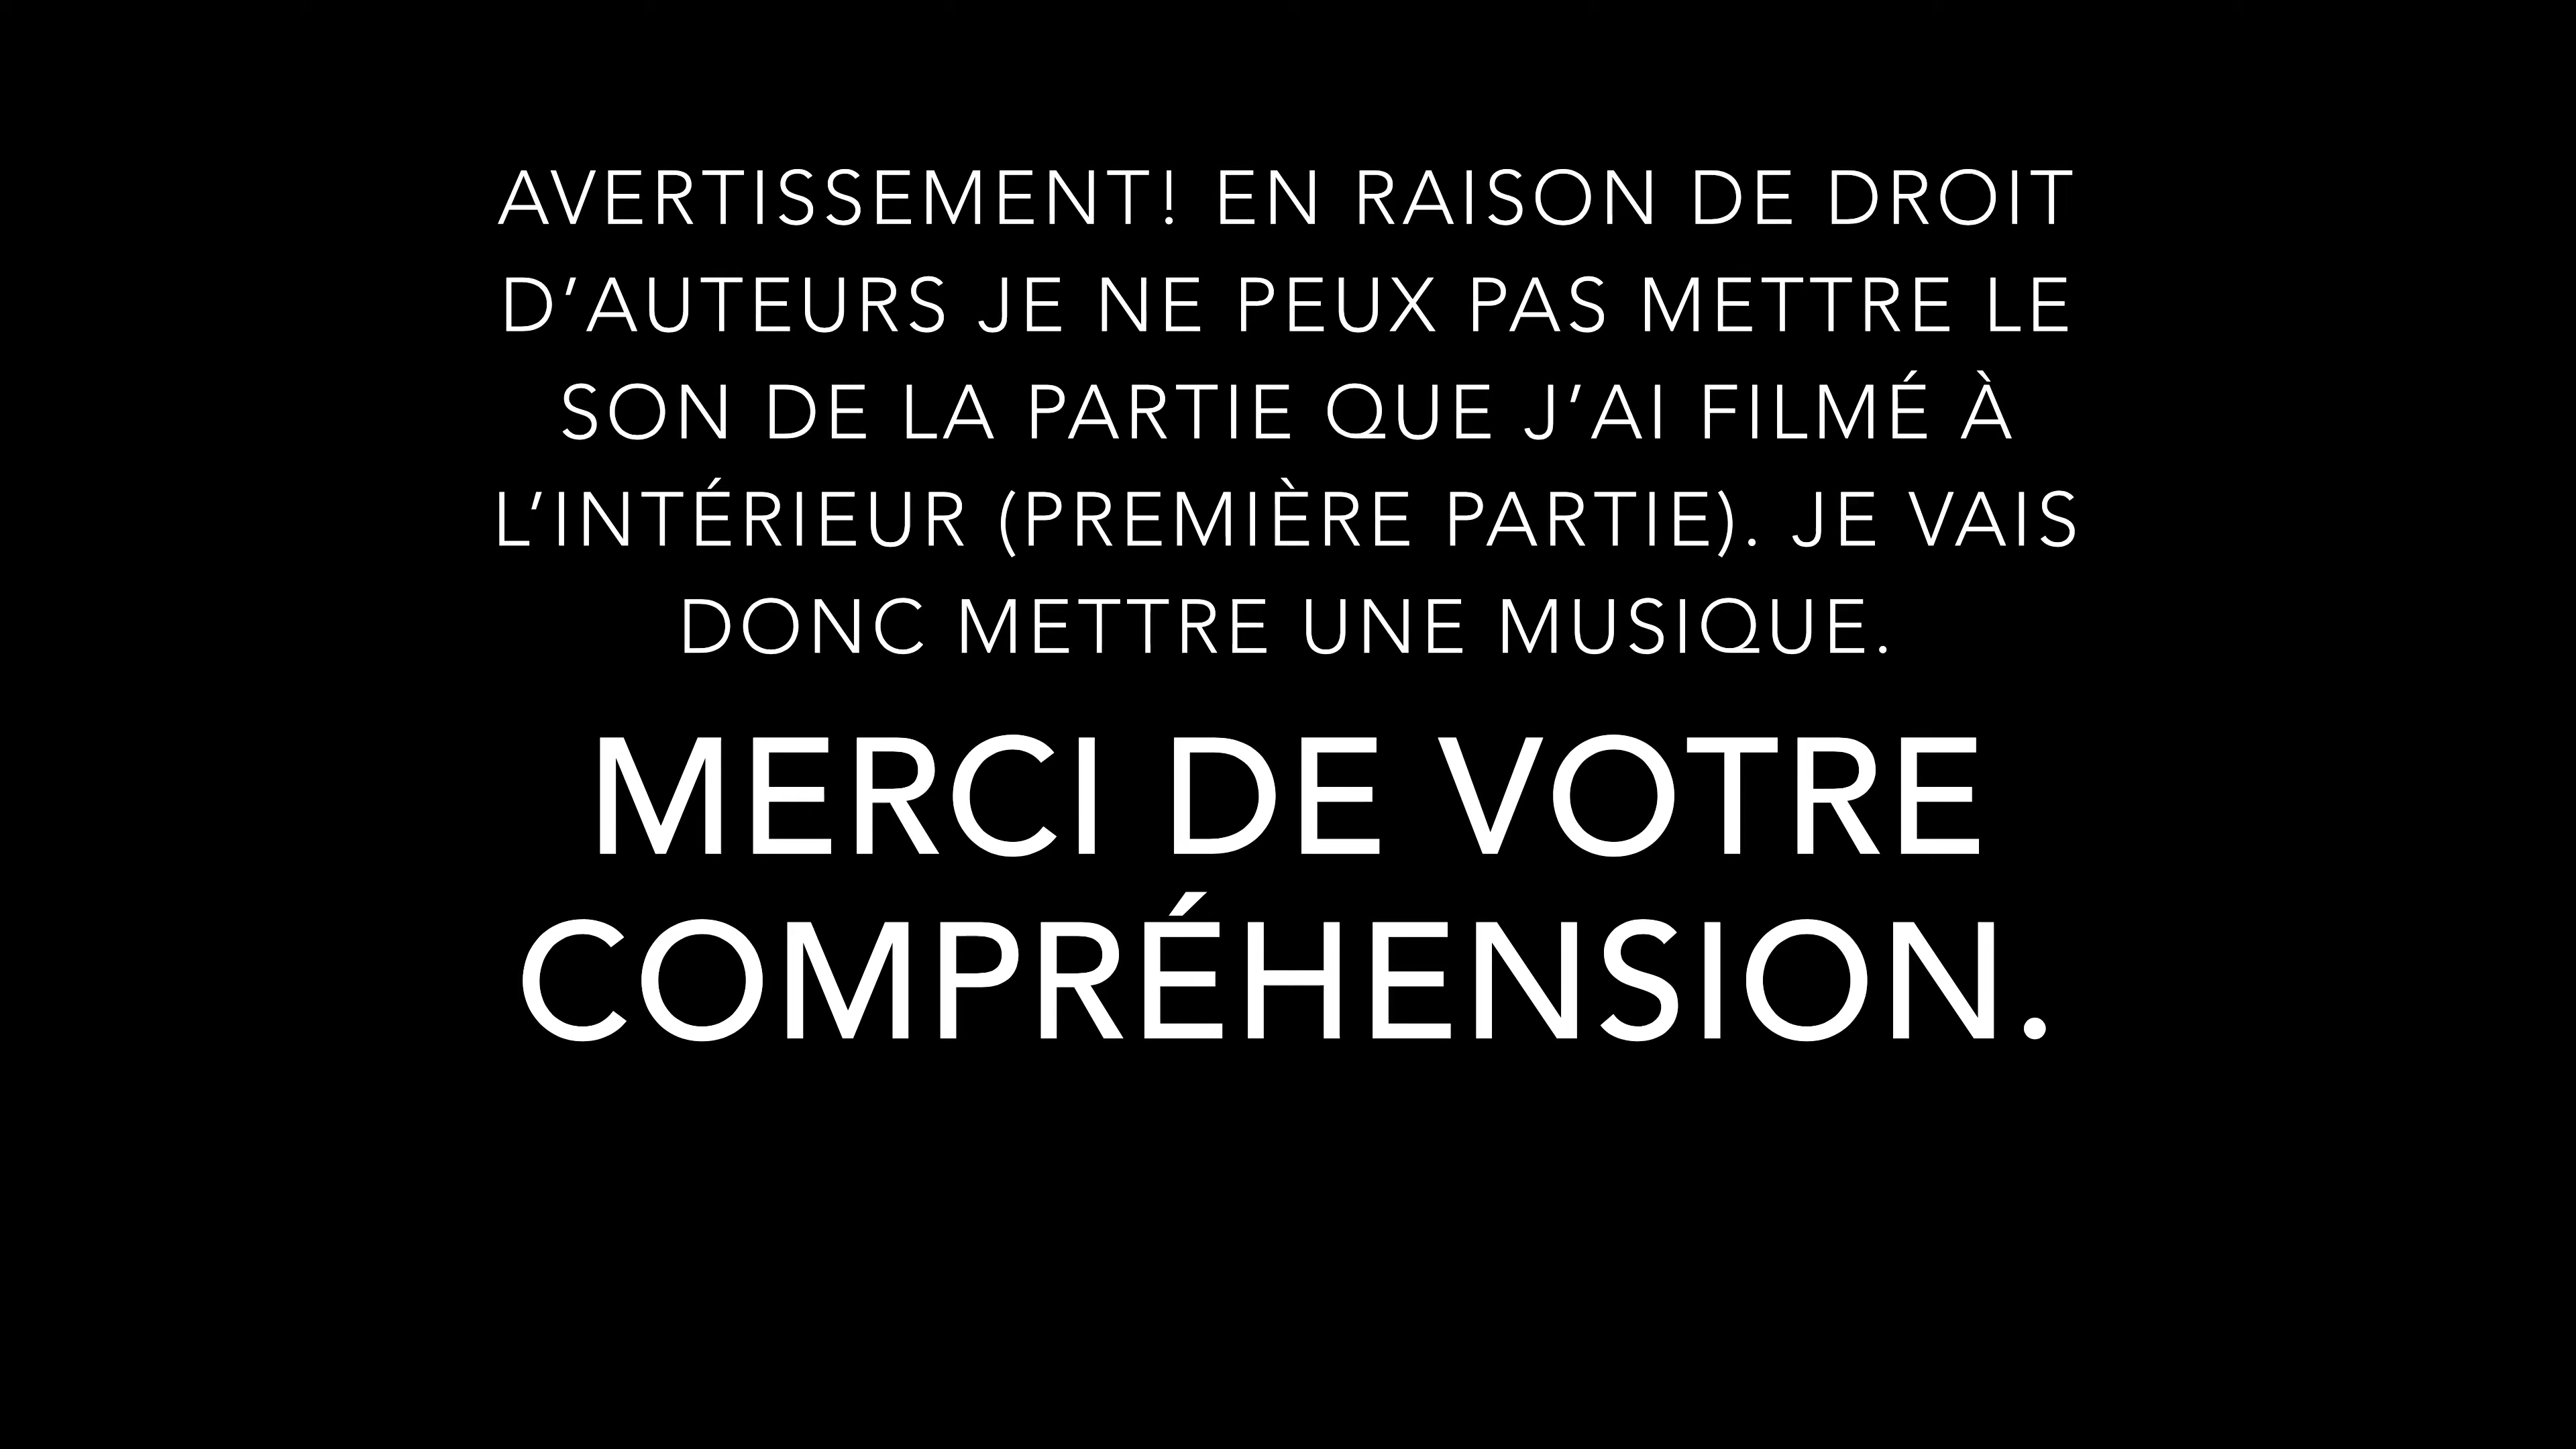 AVERTISSEMENT! EN RAISON DE DROIT
D’AUTEURS JE NE PEUX PAS METTRE LE
SON DE LA PARTIE QUE J’AI FILMÉ À
L’INTÉRIEUR (PREMIÈRE PARTIE). JE VAIS
DONC METTRE UNE MUSIQUE.
MERCI DE VOTRE
COMPRÉHENSION.